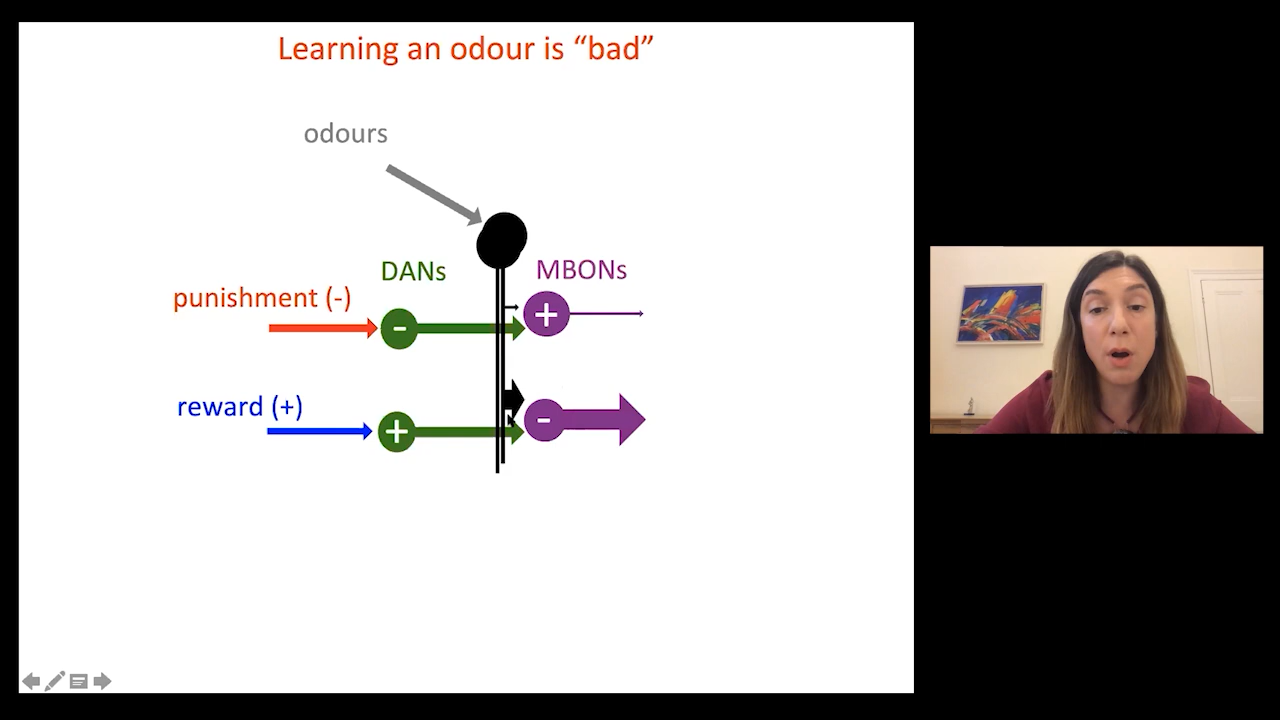 Learning an odour is “bad”
odours
DANs
MBONs
punishment (-)
-
+
reward (+)
+
-